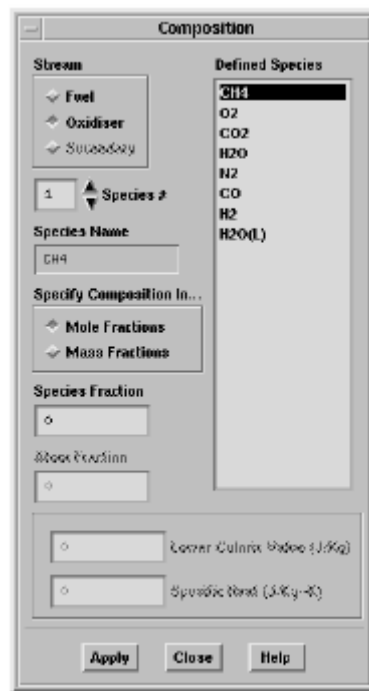 Composition
Stream
Fuel
Oxidiser
Secondary
1 Species #
Species Name
CH4
Specify Composition In...
Mole Fractions
Mass Fractions
Species Fraction
0
Mass Fraction
0
Defined Species
CH4
O2
CO2
H2O
N2
CO
H2
H2O(L)
0 Lower Caloric Value (J/Kg)
0 Specific Heat (J/Kg-K)
Apply Close Help